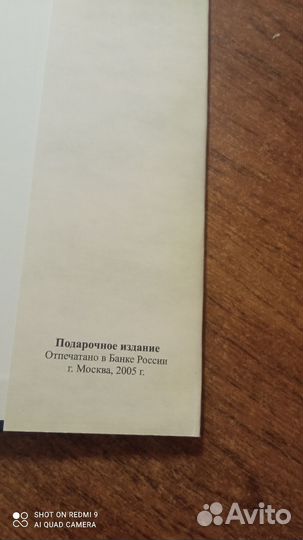 Подарочное издание
Отпечатано в Банке России
г. Москва, 2005 г.
SHOT ON REDMI 9
AI QUAD CAMERA
Avito